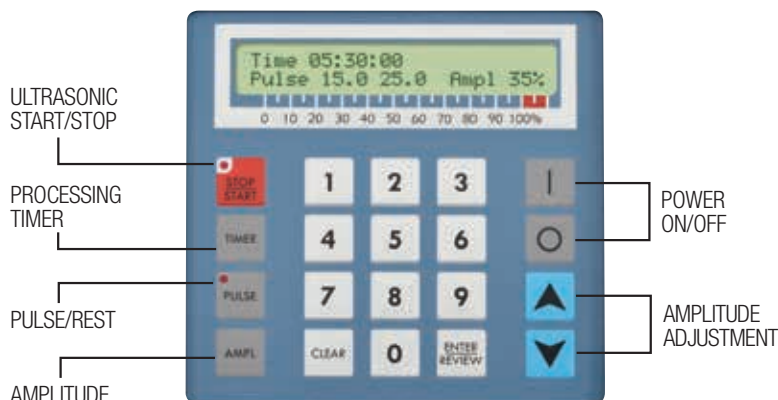 Time 05:30:00
Pulse 15.0 25.0 Ampl 35%
0 10 20 30 40 50 60 70 80 90 100%
ULTRASONIC
START/STOP
STOP
START
1 2 3
PROCESSING
TIMER
TIMER
4 5 6
POWER
ON/OFF
PULSE/REST
PULSE
7 8 9
AMPLITUDE
ADJUSTMENT
AMPLITUDE
AMPL
CLEAR
0
ENTER
REVIEW